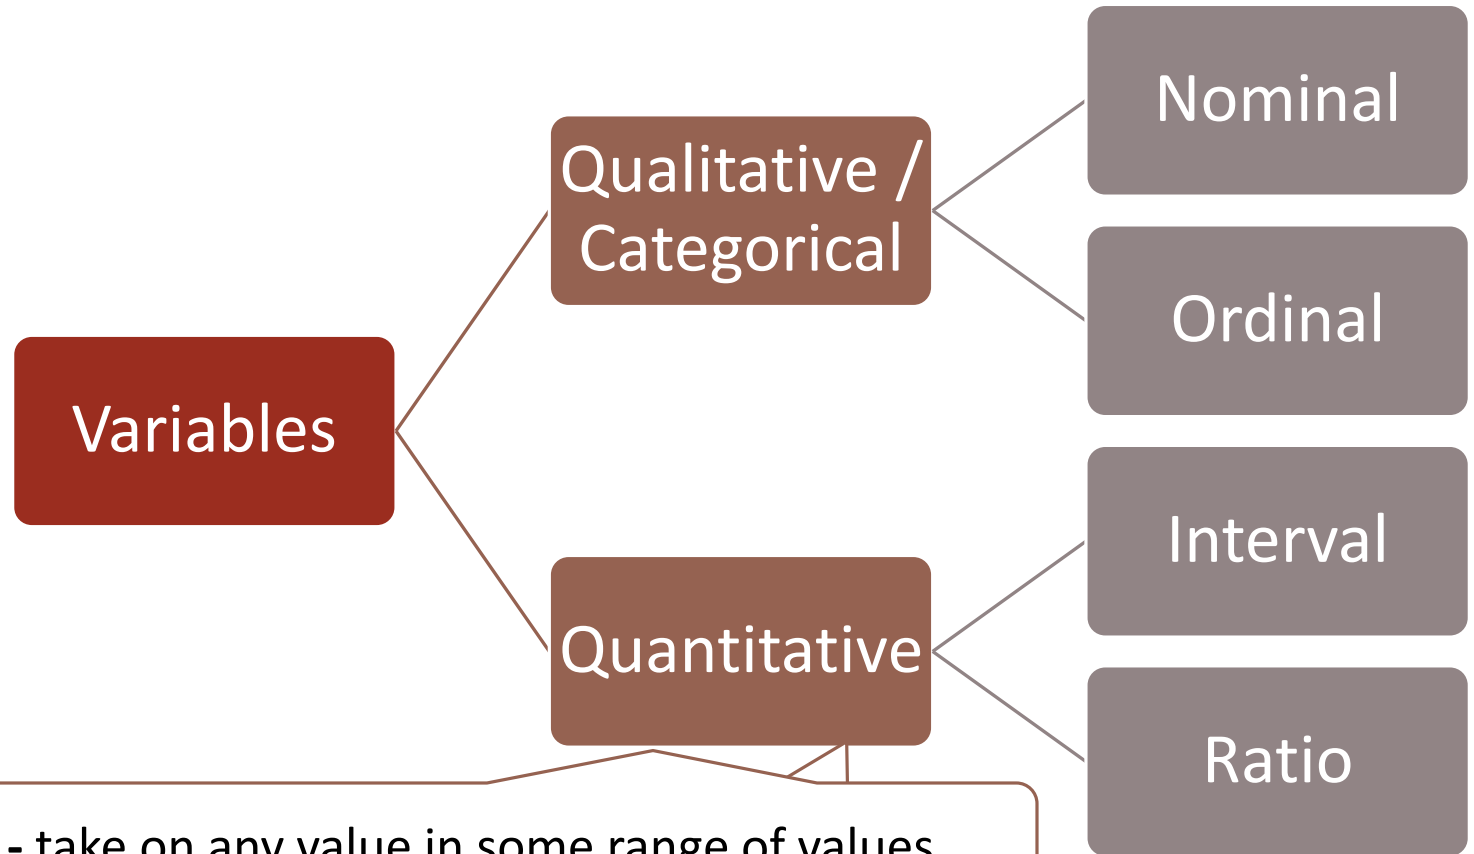 Variables
Qualitative /
Categorical
Quantitative
Nominal
Ordinal
Interval
Ratio
- take on any value in some range of values